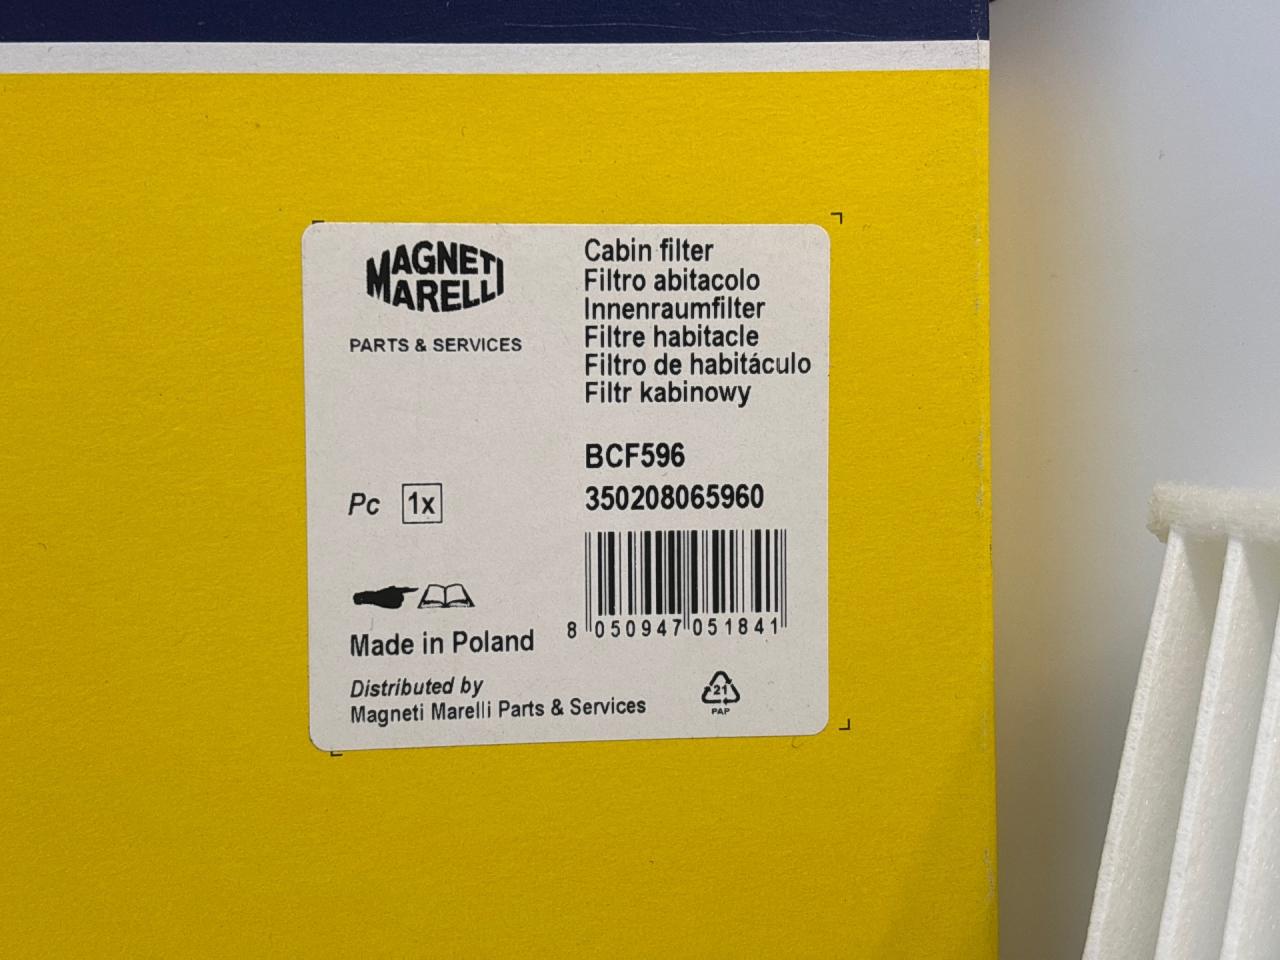 MAGNETI
MARELLI
PARTS & SERVICES
Cabin filter
Filtro abitacolo
Innenraumfilter
Filtre habitacle
Filtro de habitáculo
Filtr kabinowy
BCF596
350208065960
Pc 1x
8 050947 051841
Made in Poland
Distributed by
Magneti Marelli Parts & Services
21
PAP